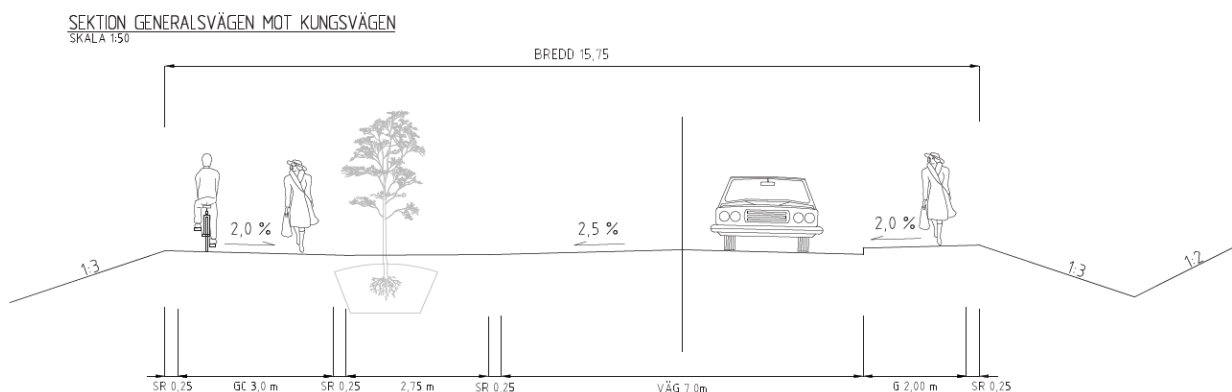 SEKTION GENERALSVÄGEN MOT KUNGSVÄGEN
SKALA 1:50
BREDD 15,75
2,0 %
2,5 %
2,0 %
1:3
1:3
1:2
SR 0,25
GC 3,0 m
SR 0,25
2,75 m
SR 0,25
VÄG 7,0m
G 2,00 m
SR 0,25